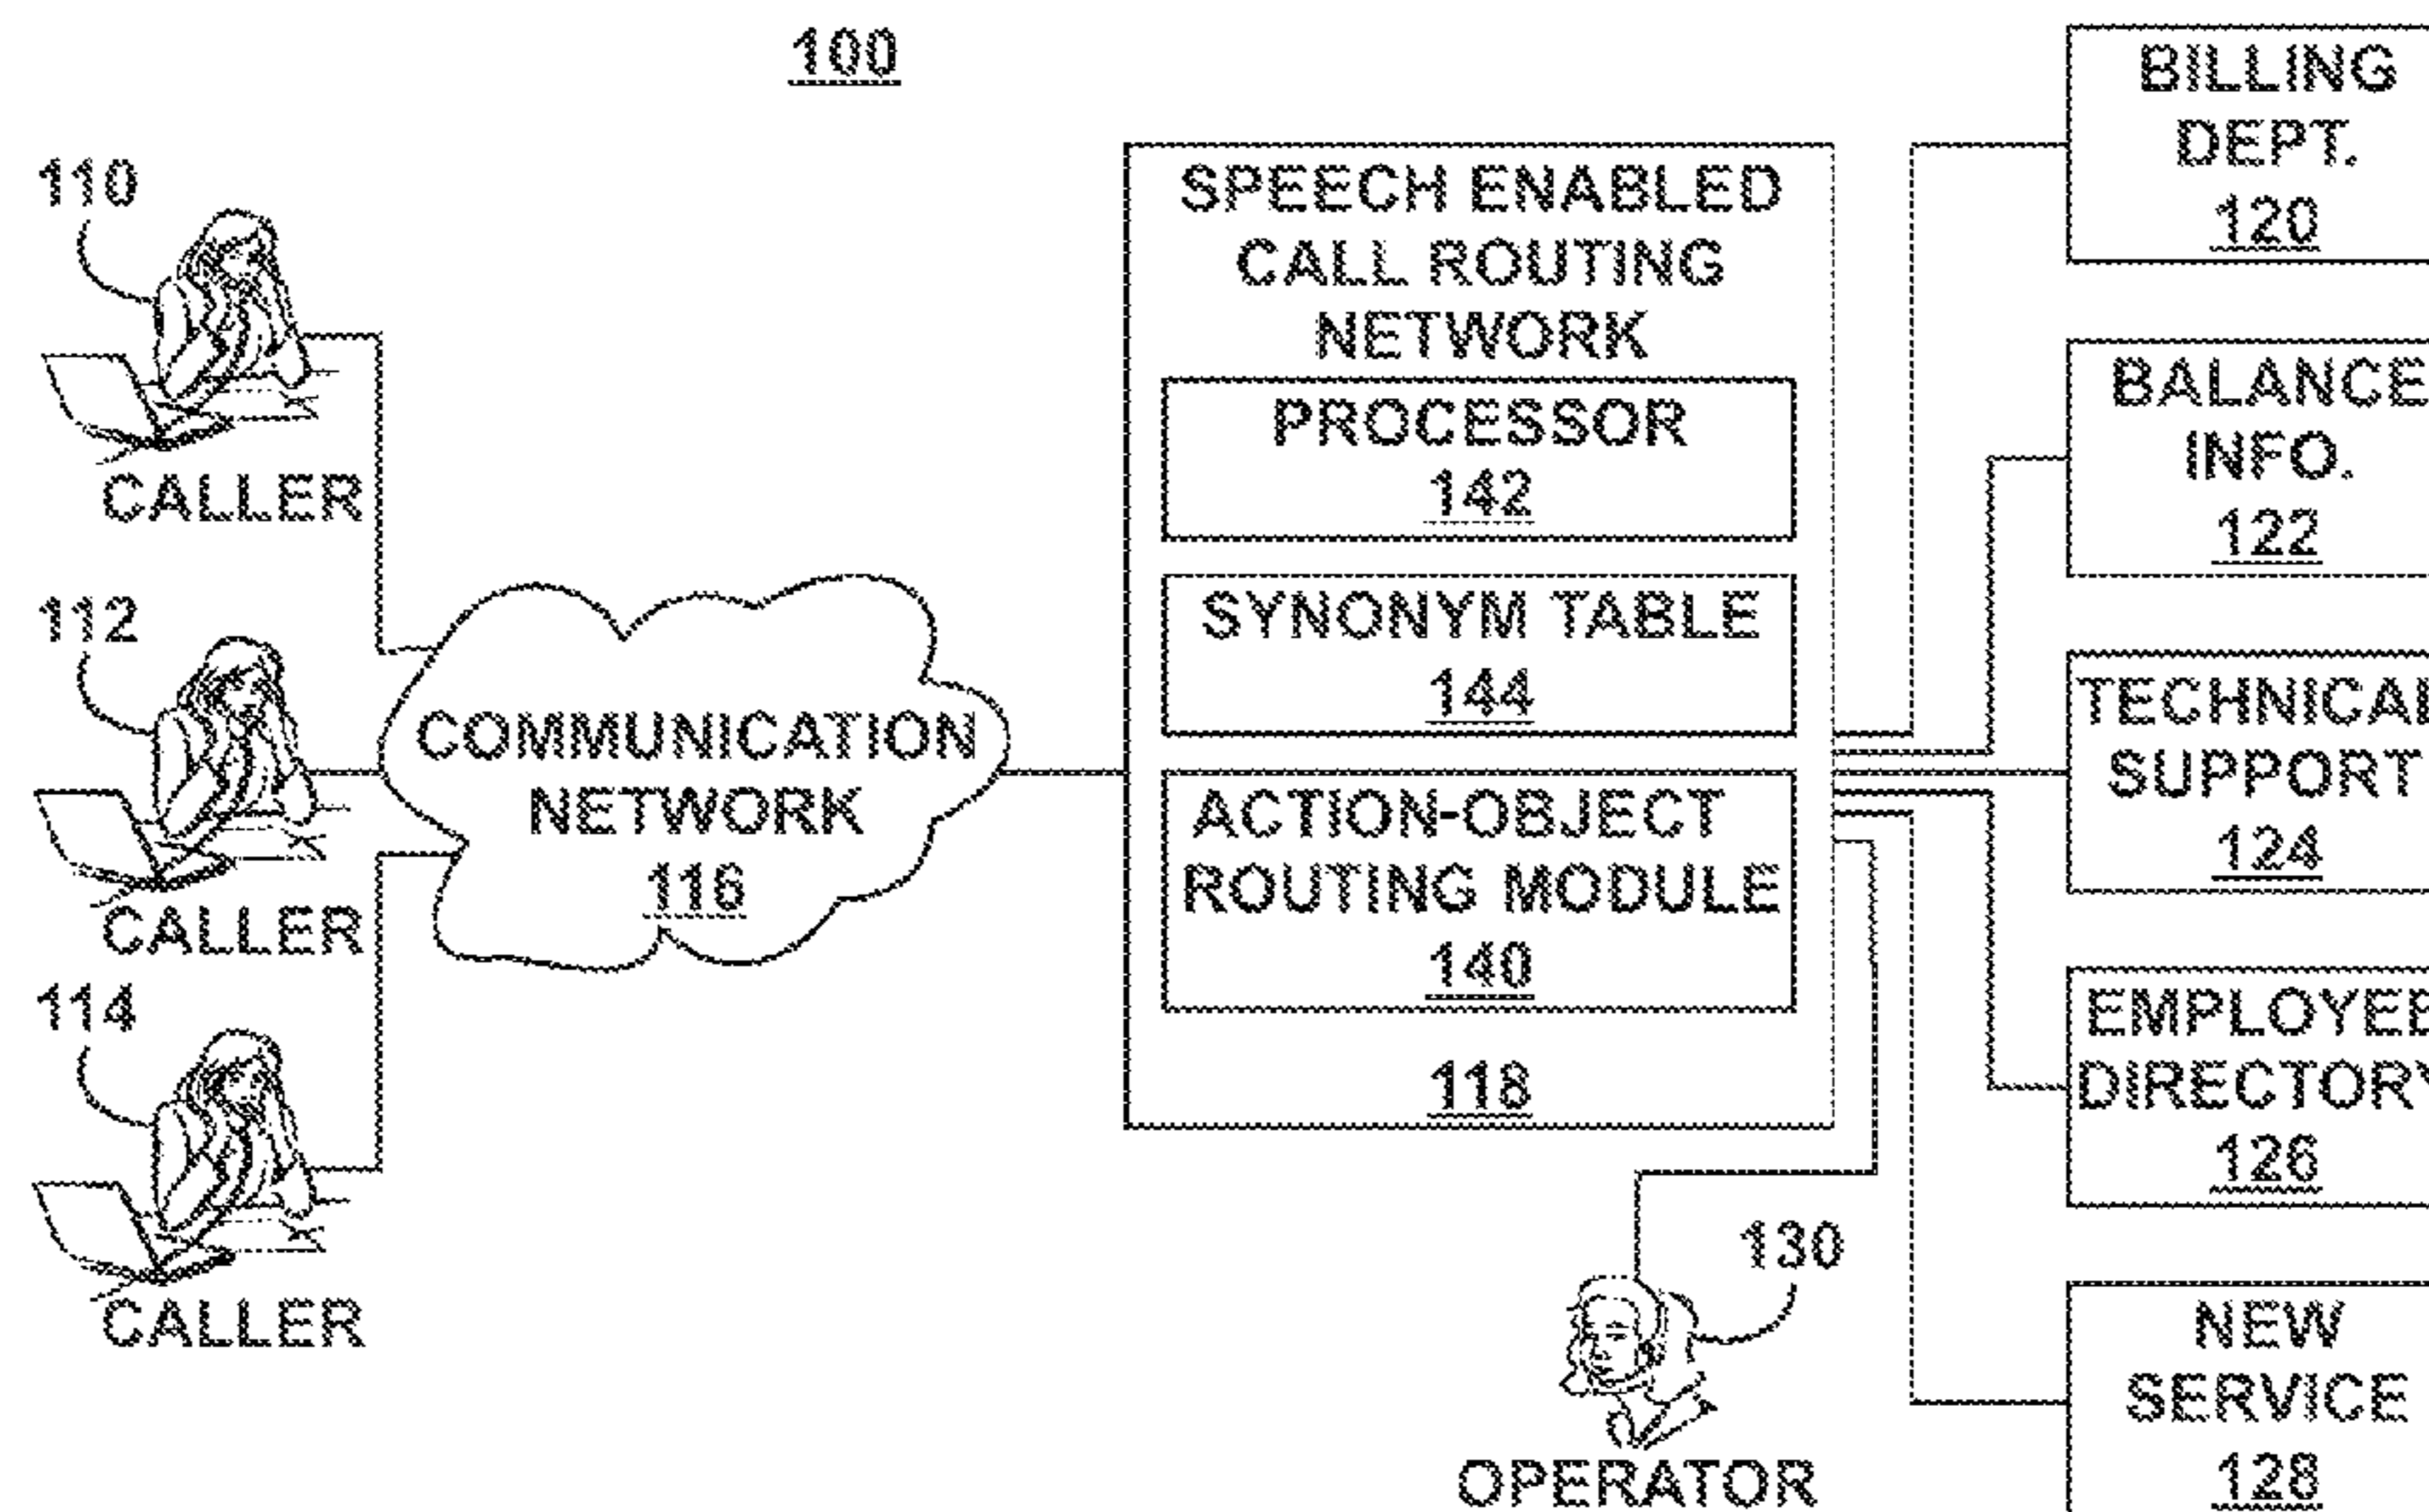 100
110
CALLER
112
CALLER
114
CALLER
COMMUNICATION
NETWORK
116
SPEECH ENABLED
CALL ROUTING
NETWORK
PROCESSOR
142
SYNONYM TABLE
144
ACTION-OBJECT
ROUTING MODULE
140
118
130
OPERATOR
BILLING
DEPT.
120
BALANCE
INFO.
122
TECHNICAL
SUPPORT
124
EMPLOYEE
DIRECTORY
126
NEW
SERVICE
128